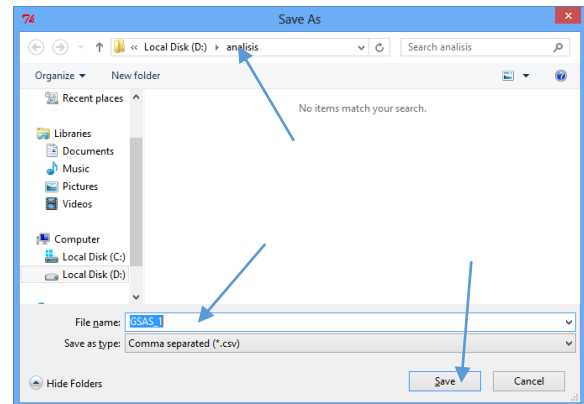 Save As
« Local Disk (D:) ▸ analisis
Search analisis
Organize ▾ New folder
Recent places
No items match your search.
Libraries
Documents
Music
Pictures
Videos
Computer
Local Disk (C:)
Local Disk (D:)
File name: GSAS_1
Save as type: Comma separated (*.csv)
Hide Folders
Save
Cancel